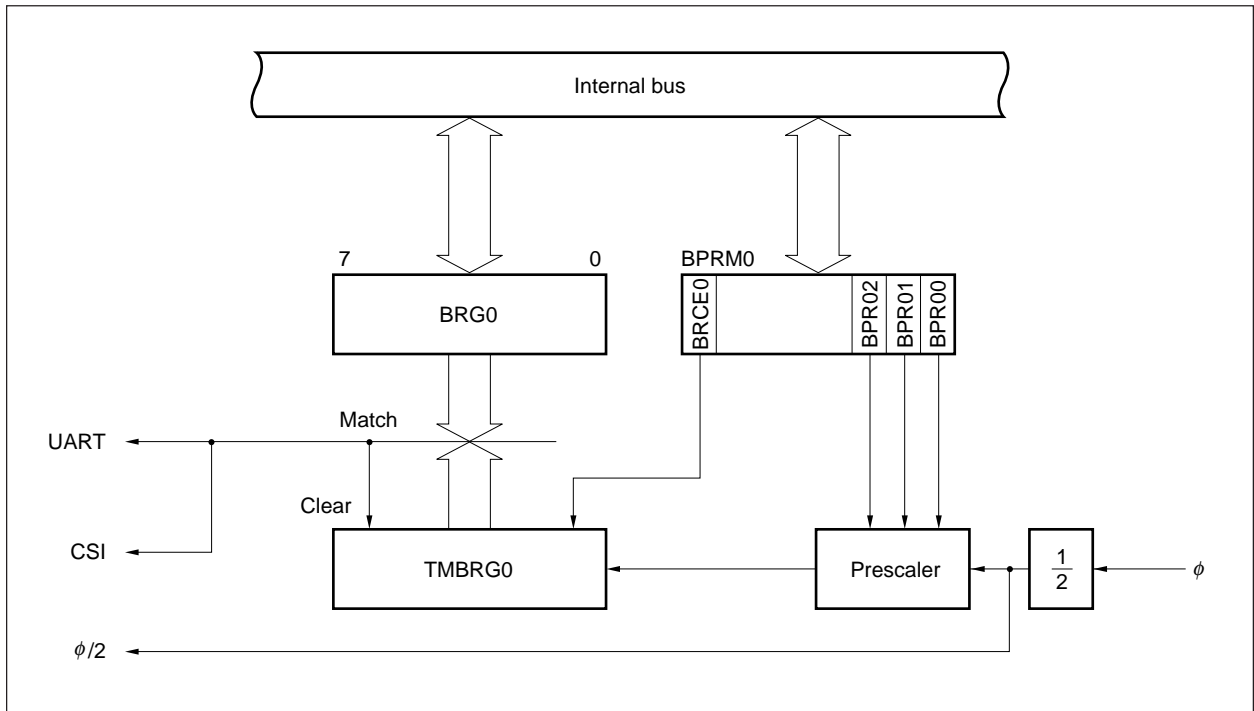 Internal bus
7
0
BPRM0
BRG0
BRCE0
BPR02
BPR01
BPR00
Match
UART
Clear
CSI
TMBRG0
Prescaler
1
2
ϕ
ϕ/2